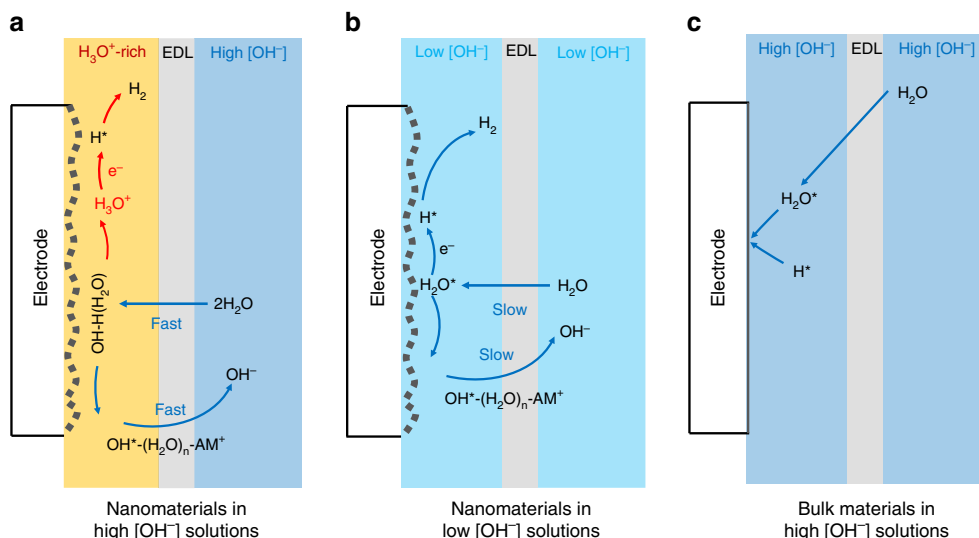 a
H₃O⁺-rich
EDL
High [OH⁻]
H₂
H*
e⁻
H₃O⁺
Electrode
OH-H(H₂O)
2H₂O
Fast
OH⁻
Fast
OH*-(H₂O)ₙ-AM⁺
Nanomaterials in
high [OH⁻] solutions
b
Low [OH⁻]
EDL
Low [OH⁻]
H₂
H*
e⁻
Electrode
H₂O*
H₂O
Slow
OH⁻
Slow
OH*-(H₂O)ₙ-AM⁺
Nanomaterials in
low [OH⁻] solutions
c
High [OH⁻]
EDL
High [OH⁻]
H₂O
H₂O*
Electrode
H*
Bulk materials in
high [OH⁻] solutions